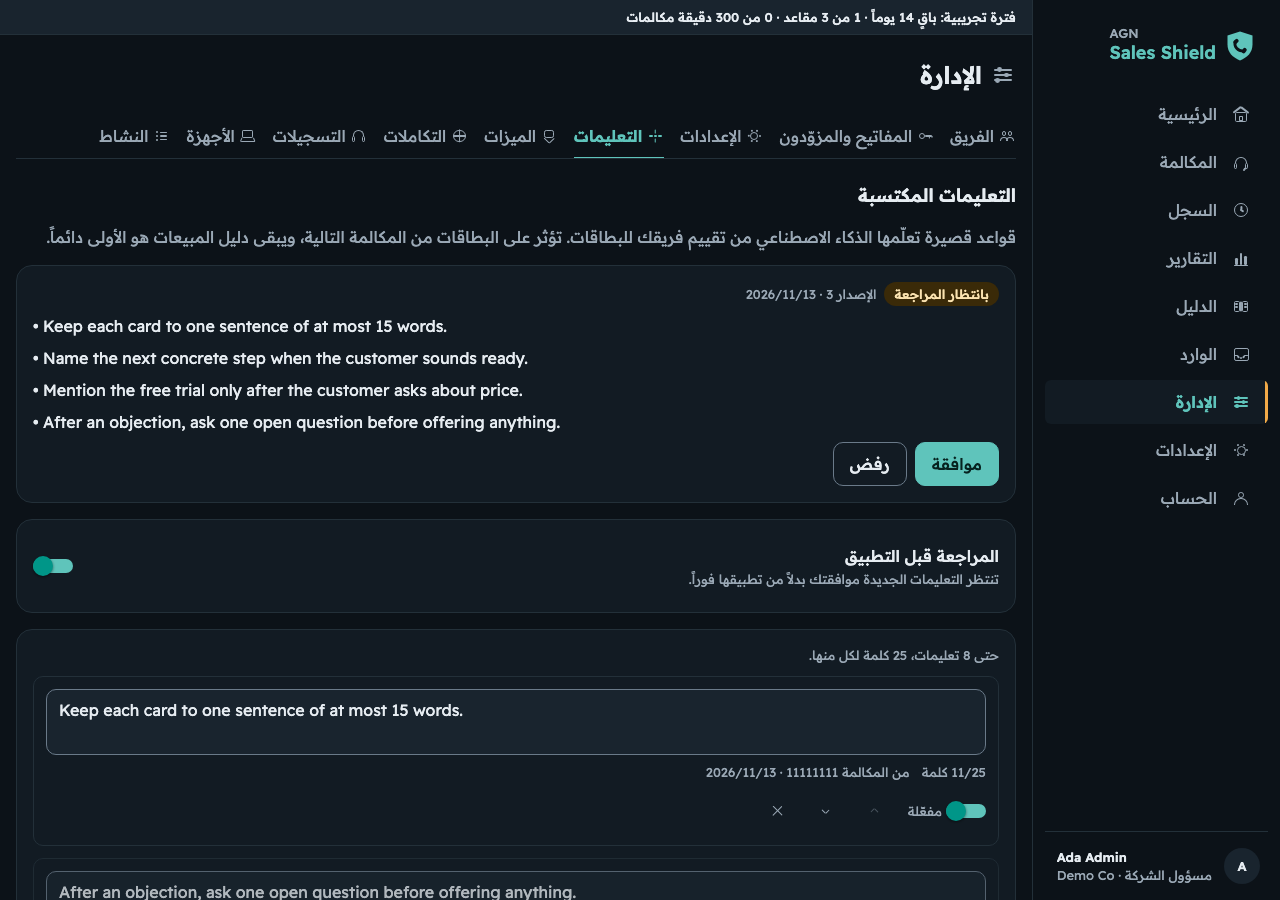 فترة تجريبية: باقٍ 14 يوماً · 1 من 3 مقاعد · 0 من 300 دقيقة مكالمات
AGN
Sales Shield
الرئيسية
المكالمة
السجل
التقارير
الدليل
الوارد
الإدارة
الإعدادات
الحساب
Ada Admin
Demo Co · مسؤول الشركة
A
الإدارة
الفريق
المفاتيح والمزوّدون
الإعدادات
التعليمات
الميزات
التكاملات
التسجيلات
الأجهزة
النشاط
التعليمات المكتسبة
قواعد قصيرة تعلّمها الذكاء الاصطناعي من تقييم فريقك للبطاقات. تؤثر على البطاقات من المكالمة التالية، ويبقى دليل المبيعات هو الأولى دائماً.
بانتظار المراجعة الإصدار 3 · 2026/11/13
• Keep each card to one sentence of at most 15 words.
• Name the next concrete step when the customer sounds ready.
• Mention the free trial only after the customer asks about price.
• After an objection, ask one open question before offering anything.
موافقة
رفض
المراجعة قبل التطبيق
تنتظر التعليمات الجديدة موافقتك بدلاً من تطبيقها فوراً.
حتى 8 تعليمات، 25 كلمة لكل منها.
Keep each card to one sentence of at most 15 words.
11/25 كلمة من المكالمة 11111111 · 2026/11/13
مفعّلة
After an objection, ask one open question before offering anything.